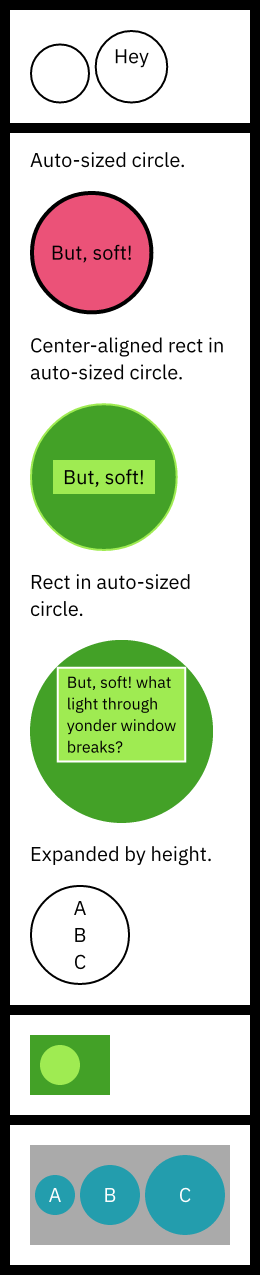 Hey
Auto-sized circle.
But, soft!
Center-aligned rect in
auto-sized circle.
But, soft!
Rect in auto-sized
circle.
But, soft! what
light through
yonder window
breaks?
Expanded by height.
A
B
C
A B C